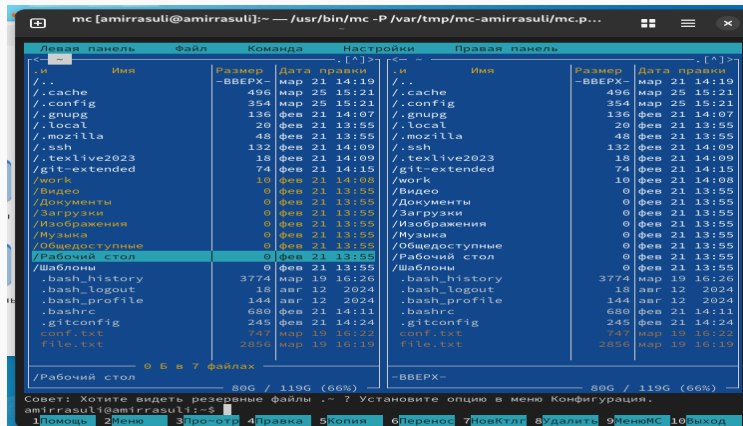 mc [amirrasuli@amirrasuli]:~ — /usr/bin/mc -P /var/tmp/mc-amirrasuli/mc.p...
~
Левая панель Файл Команда Настройки Правая панель
<— ~ .[^]> <— ~ .[^]>
.и Имя Размер Дата правки .и Имя Размер Дата правки
/.. -ВВЕРХ- мар 21 14:19 /.. -ВВЕРХ- мар 21 14:19
/.cache 496 мар 25 15:21 /.cache 496 мар 25 15:21
/.config 354 мар 25 15:21 /.config 354 мар 25 15:21
/.gnupg 136 фев 21 14:07 /.gnupg 136 фев 21 14:07
/.local 20 фев 21 13:55 /.local 20 фев 21 13:55
/.mozilla 48 фев 21 13:55 /.mozilla 48 фев 21 13:55
/.ssh 132 фев 21 14:09 /.ssh 132 фев 21 14:09
/.texlive2023 18 фев 21 14:09 /.texlive2023 18 фев 21 14:09
/git-extended 74 фев 21 14:15 /git-extended 74 фев 21 14:15
/work 10 фев 21 14:08 /work 10 фев 21 14:08
/Видео 0 фев 21 13:55 /Видео 0 фев 21 13:55
/Документы 0 фев 21 13:55 /Документы 0 фев 21 13:55
/Загрузки 0 фев 21 13:55 /Загрузки 0 фев 21 13:55
/Изображения 0 фев 21 13:55 /Изображения 0 фев 21 13:55
/Музыка 0 фев 21 13:55 /Музыка 0 фев 21 13:55
/Общедоступные 0 фев 21 13:55 /Общедоступные 0 фев 21 13:55
/Рабочий стол 0 фев 21 13:55 /Рабочий стол 0 фев 21 13:55
/Шаблоны 0 фев 21 13:55 /Шаблоны 0 фев 21 13:55
.bash_history 3774 мар 19 16:26 .bash_history 3774 мар 19 16:26
.bash_logout 18 авг 12 2024 .bash_logout 18 авг 12 2024
.bash_profile 144 авг 12 2024 .bash_profile 144 авг 12 2024
.bashrc 680 фев 21 14:11 .bashrc 680 фев 21 14:11
.gitconfig 245 фев 21 14:24 .gitconfig 245 фев 21 14:24
conf.txt 747 мар 19 16:22 conf.txt 747 мар 19 16:22
file.txt 2856 мар 19 16:19 file.txt 2856 мар 19 16:19
0 Б в 7 файлах
/Рабочий стол -ВВЕРХ-
80G / 119G (66%) 80G / 119G (66%)
Совет: Хотите видеть резервные файлы .~ ? Установите опцию в меню Конфигурация.
amirrasuli@amirrasuli:~$
1Помощь 2Меню 3Про~отр 4Правка 5Копия 6Перенос 7НовКтлг 8Удалить 9МенюМС 10Выход